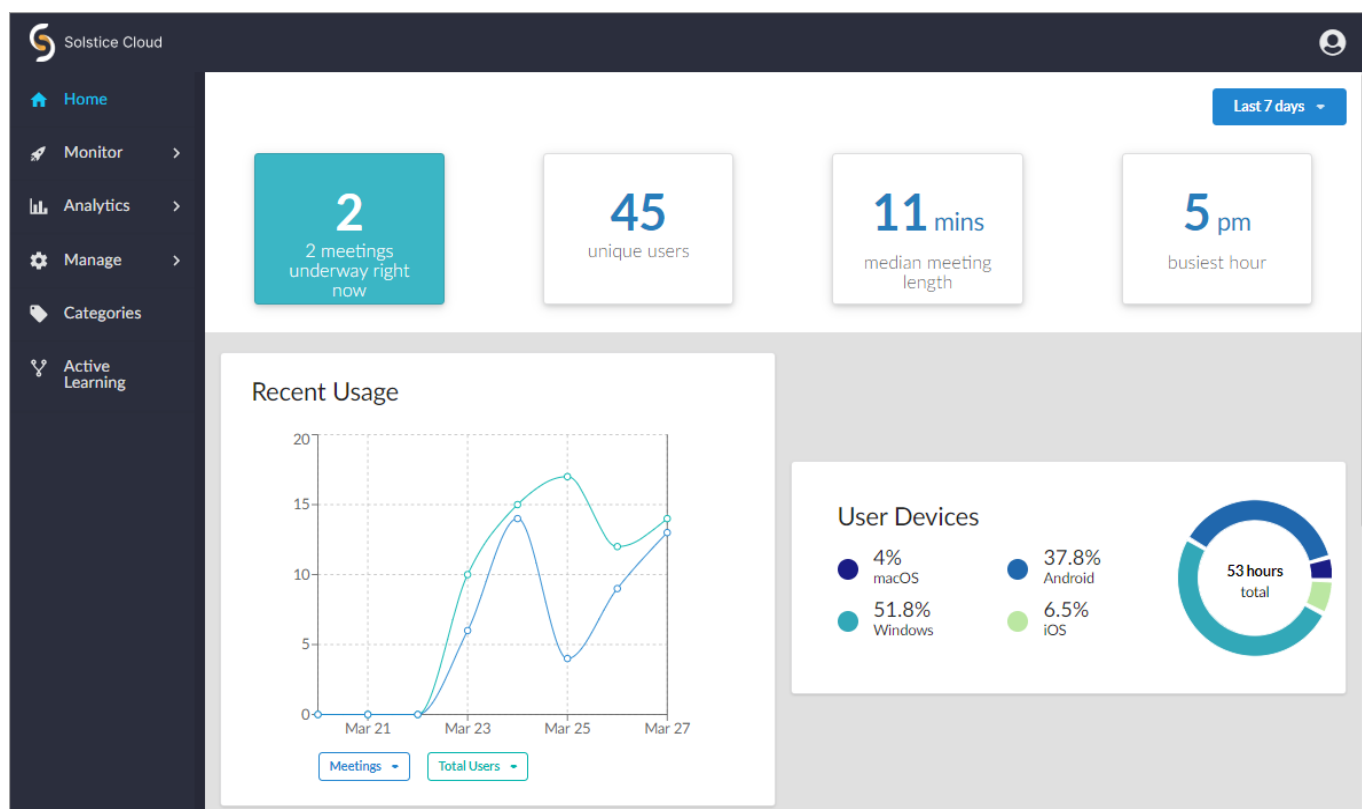 Solstice Cloud
Home
Monitor
Analytics
Manage
Categories
Active
Learning
Last 7 days
2
2 meetings
underway right
now
45
unique users
11 mins
median meeting
length
5 pm
busiest hour
Recent Usage
20
15
10
5
0
Mar 21
Mar 23
Mar 25
Mar 27
Meetings
Total Users
User Devices
4%
macOS
37.8%
Android
51.8%
Windows
6.5%
iOS
53 hours
total